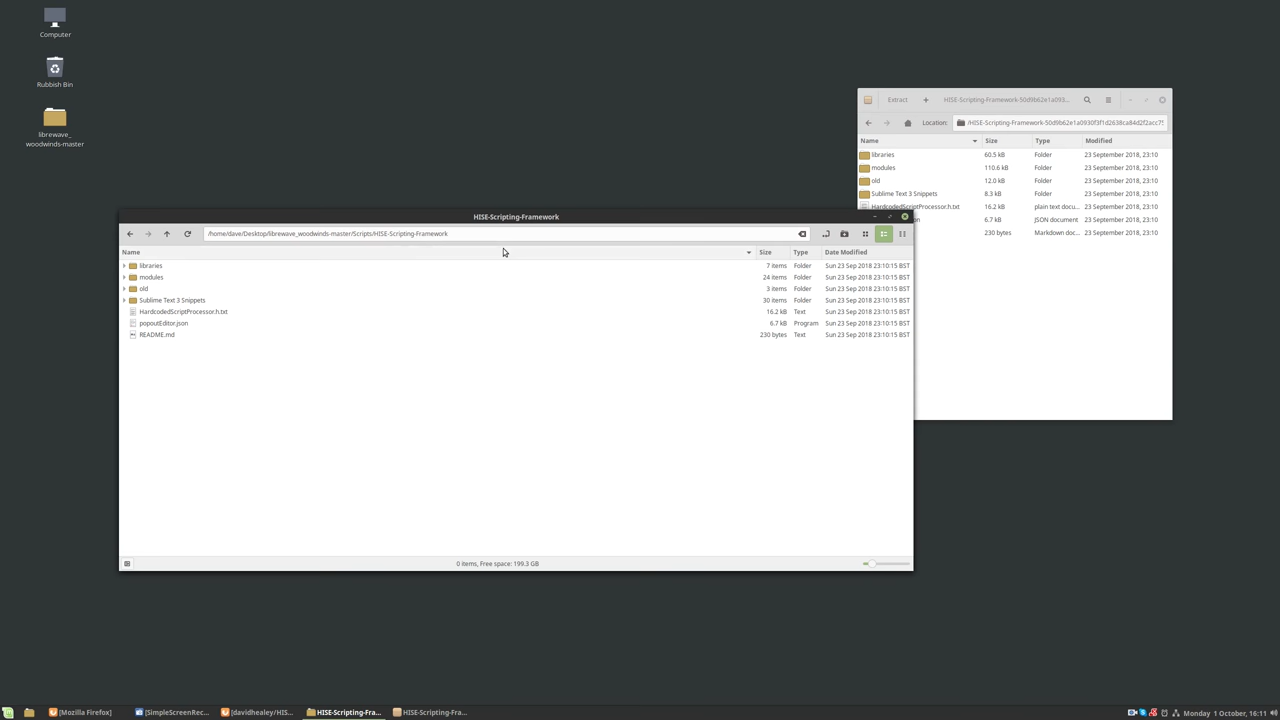 Computer
Rubbish Bin
librewave_
woodwinds-master
Extract
HISE-Scripting-Framework-50d9b62e1a093...
Location:
/HISE-Scripting-Framework-50d9b62e1a0930f3f1d2638ca84d2f2acc75
Name Size Type Modified
libraries 60.5 kB Folder 23 September 2018, 23:10
modules 110.6 kB Folder 23 September 2018, 23:10
old 12.0 kB Folder 23 September 2018, 23:10
Sublime Text 3 Snippets 8.3 kB Folder 23 September 2018, 23:10
HardcodedScriptProcessor.h.txt 16.2 kB plain text docu... 23 September 2018, 23:10
6.7 kB JSON document 23 September 2018, 23:10
230 bytes Markdown doc... 23 September 2018, 23:10
HISE-Scripting-Framework
/home/dave/Desktop/librewave_woodwinds-master/Scripts/HISE-Scripting-Framework
Name Size Type Date Modified
libraries 7 items Folder Sun 23 Sep 2018 23:10:15 BST
modules 24 items Folder Sun 23 Sep 2018 23:10:15 BST
old 3 items Folder Sun 23 Sep 2018 23:10:15 BST
Sublime Text 3 Snippets 30 items Folder Sun 23 Sep 2018 23:10:15 BST
HardcodedScriptProcessor.h.txt 16.2 kB Text Sun 23 Sep 2018 23:10:15 BST
popoutEditor.json 6.7 kB Program Sun 23 Sep 2018 23:10:15 BST
README.md 230 bytes Text Sun 23 Sep 2018 23:10:15 BST
0 items, Free space: 199.3 GB
[Mozilla Firefox] [SimpleScreenRec... [davidhealey/HIS... HISE-Scripting-Fra... HISE-Scripting-Fra... Monday 1 October, 16:11